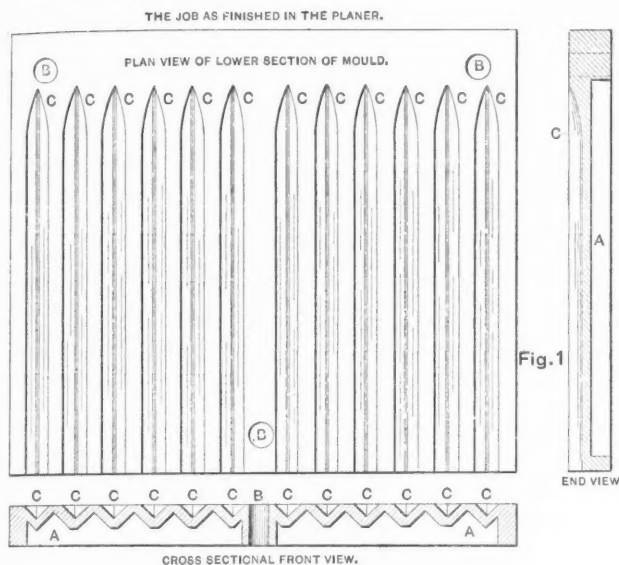 THE JOB AS FINISHED IN THE PLANER.
PLAN VIEW OF LOWER SECTION OF MOULD.
B B
C C C C C C C C C C C C
C
A
Fig.1
B
END VIEW
C C C C C C B C C C C C C
A A
CROSS SECTIONAL FRONT VIEW.